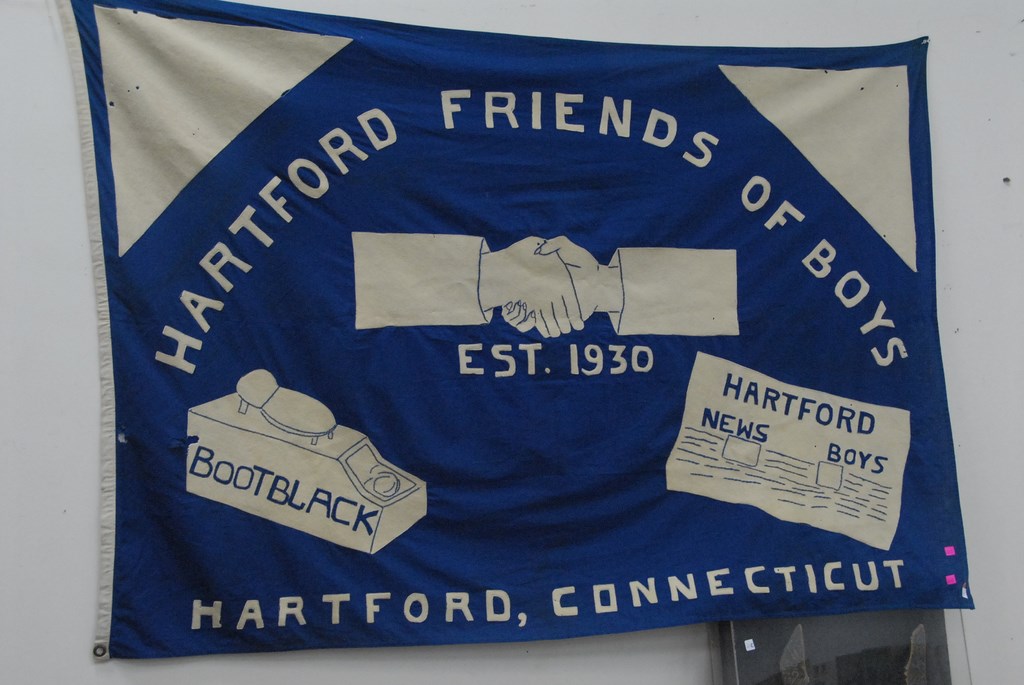 HARTFORD FRIENDS OF BOYS
EST. 1930
BOOTBLACK
HARTFORD
NEWS
BOYS
HARTFORD, CONNECTICUT